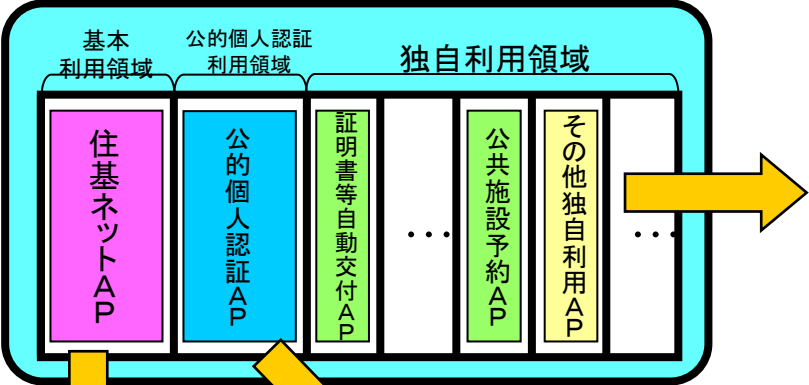 基本
利用領域
公的個人認証
利用領域
独自利用領域
住基ネットAP
公的個人認証AP
証明書等自動交付AP
・・・
公共施設予約AP
その他独自利用AP
・・・